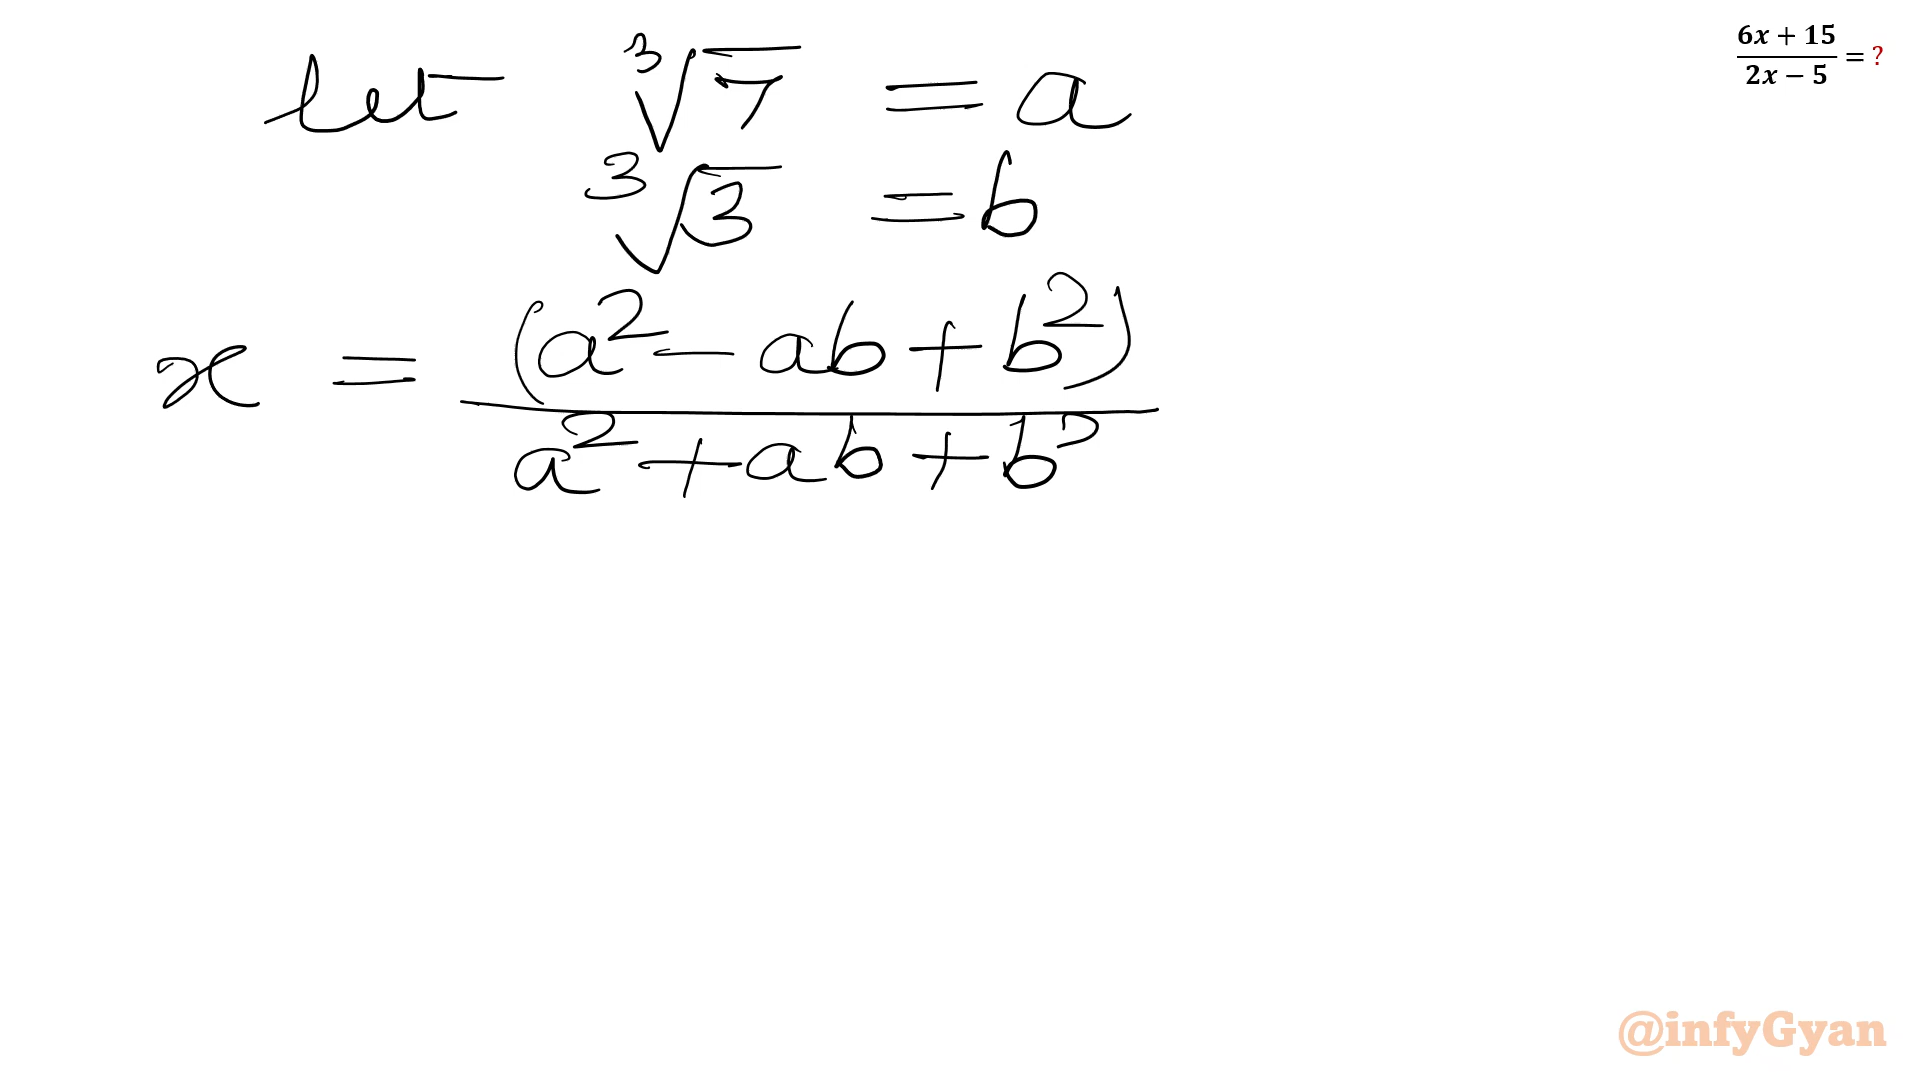 let ∛7 = a
∛3 = b
x = (a² - ab + b²) / a² + ab + b²
(6x + 15) / (2x - 5) = ?
@infyGyan